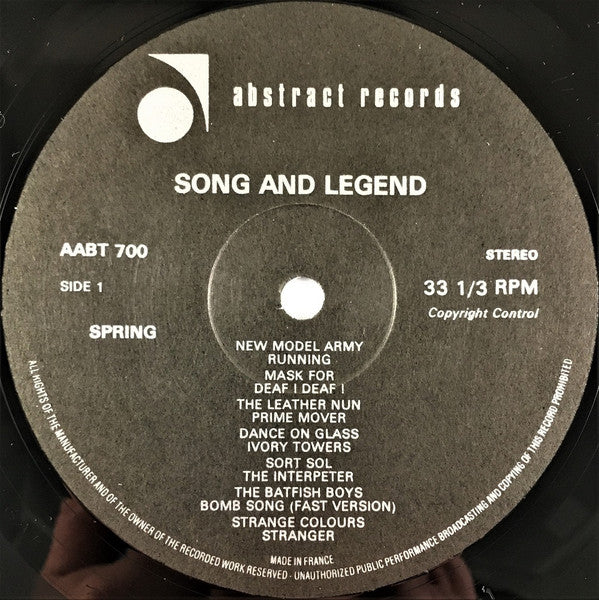 abstract records
SONG AND LEGEND
AABT 700
STEREO
SIDE 1
33 1/3 RPM
Copyright Control
SPRING
NEW MODEL ARMY
RUNNING
MASK FOR
DEAF ! DEAF !
THE LEATHER NUN
PRIME MOVER
DANCE ON GLASS
IVORY TOWERS
SORT SOL
THE INTERPETER
THE BATFISH BOYS
BOMB SONG (FAST VERSION)
STRANGE COLOURS
STRANGER
MADE IN FRANCE
ALL RIGHTS OF THE MANUFACTURER AND OF THE OWNER OF THE RECORDED WORK RESERVED - UNAUTHORIZED PUBLIC PERFORMANCE BROADCASTING AND COPYING OF THIS RECORD PROHIBITED